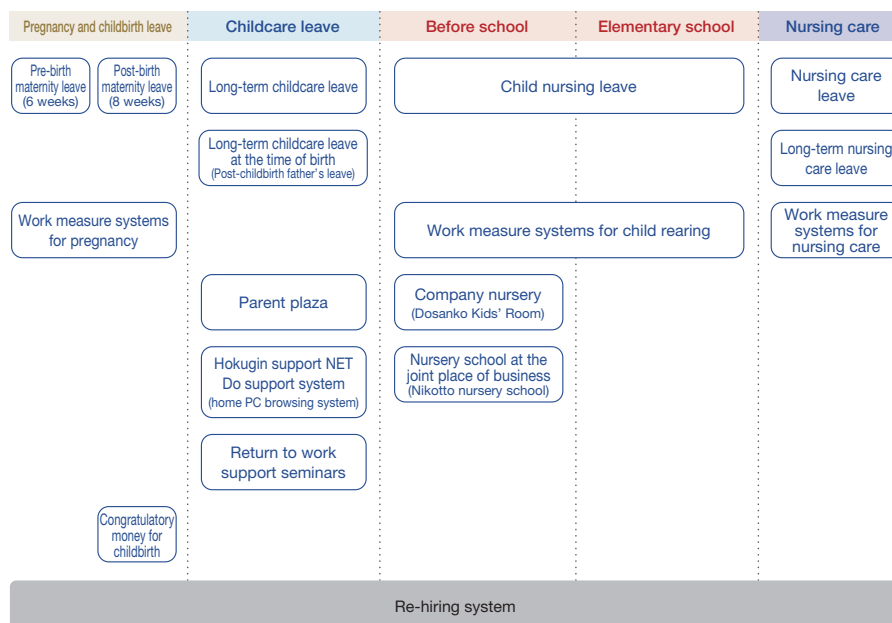 Pregnancy and childbirth leave
Childcare leave
Before school
Elementary school
Nursing care
Pre-birth
maternity leave
(6 weeks)
Post-birth
maternity leave
(8 weeks)
Long-term childcare leave
Child nursing leave
Nursing care
leave
Long-term childcare leave
at the time of birth
(Post-childbirth father's leave)
Long-term nursing
care leave
Work measure systems
for pregnancy
Work measure systems for child rearing
Work measure
systems for
nursing care
Parent plaza
Company nursery
(Dosanko Kids' Room)
Hokugin support NET
Do support system
(home PC browsing system)
Nursery school at the
joint place of business
(Nikotto nursery school)
Return to work
support seminars
Congratulatory
money for
childbirth
Re-hiring system